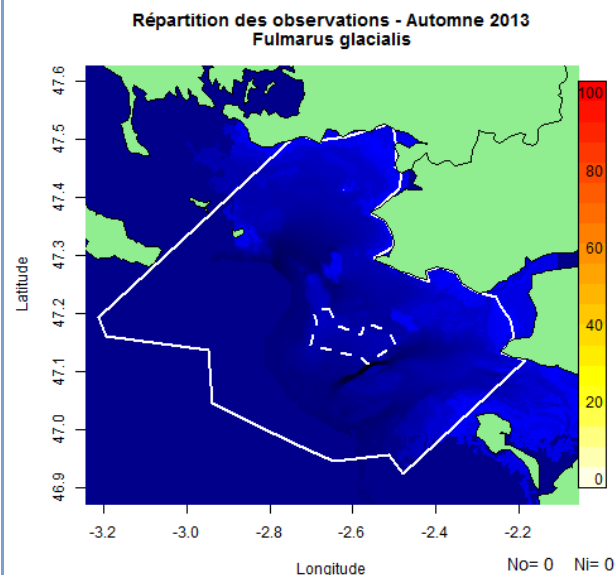 Répartition des observations - Automne 2013
Fulmarus glacialis
Latitude
47.6
47.5
47.4
47.3
47.2
47.1
47.0
46.9
100
80
60
40
20
0
-3.2 -3.0 -2.8 -2.6 -2.4 -2.2
Longitude
No= 0 Ni= 0